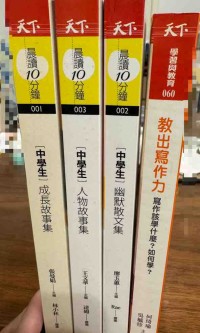 天下
晨讀
10分鐘
001
［中學生］
成長故事集
天下
晨讀
10分鐘
003
［中學生］
人物故事集
天下
晨讀
10分鐘
002
［中學生］
幽默散文集
天下
學習與教育
060
教出寫作力
寫作該學什麼？如何學？